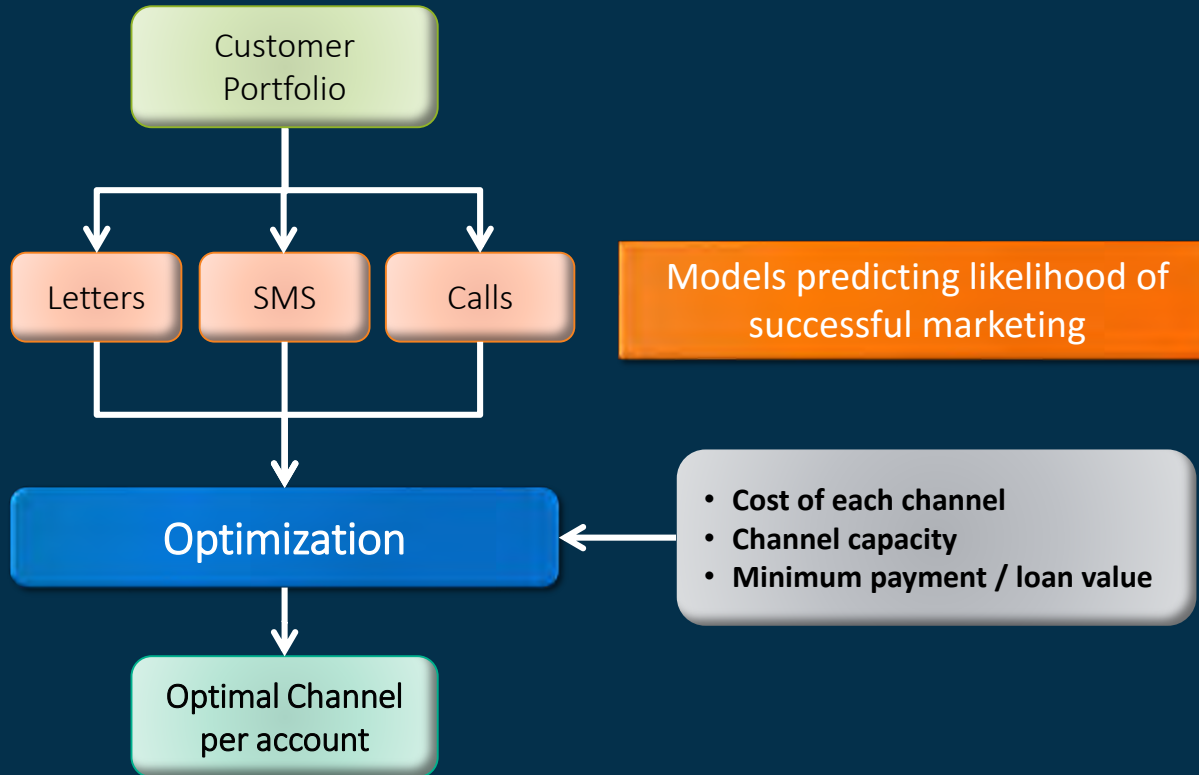 Customer
Portfolio
Letters
SMS
Calls
Models predicting likelihood of
successful marketing
Optimization
• Cost of each channel
• Channel capacity
• Minimum payment / loan value
Optimal Channel
per account